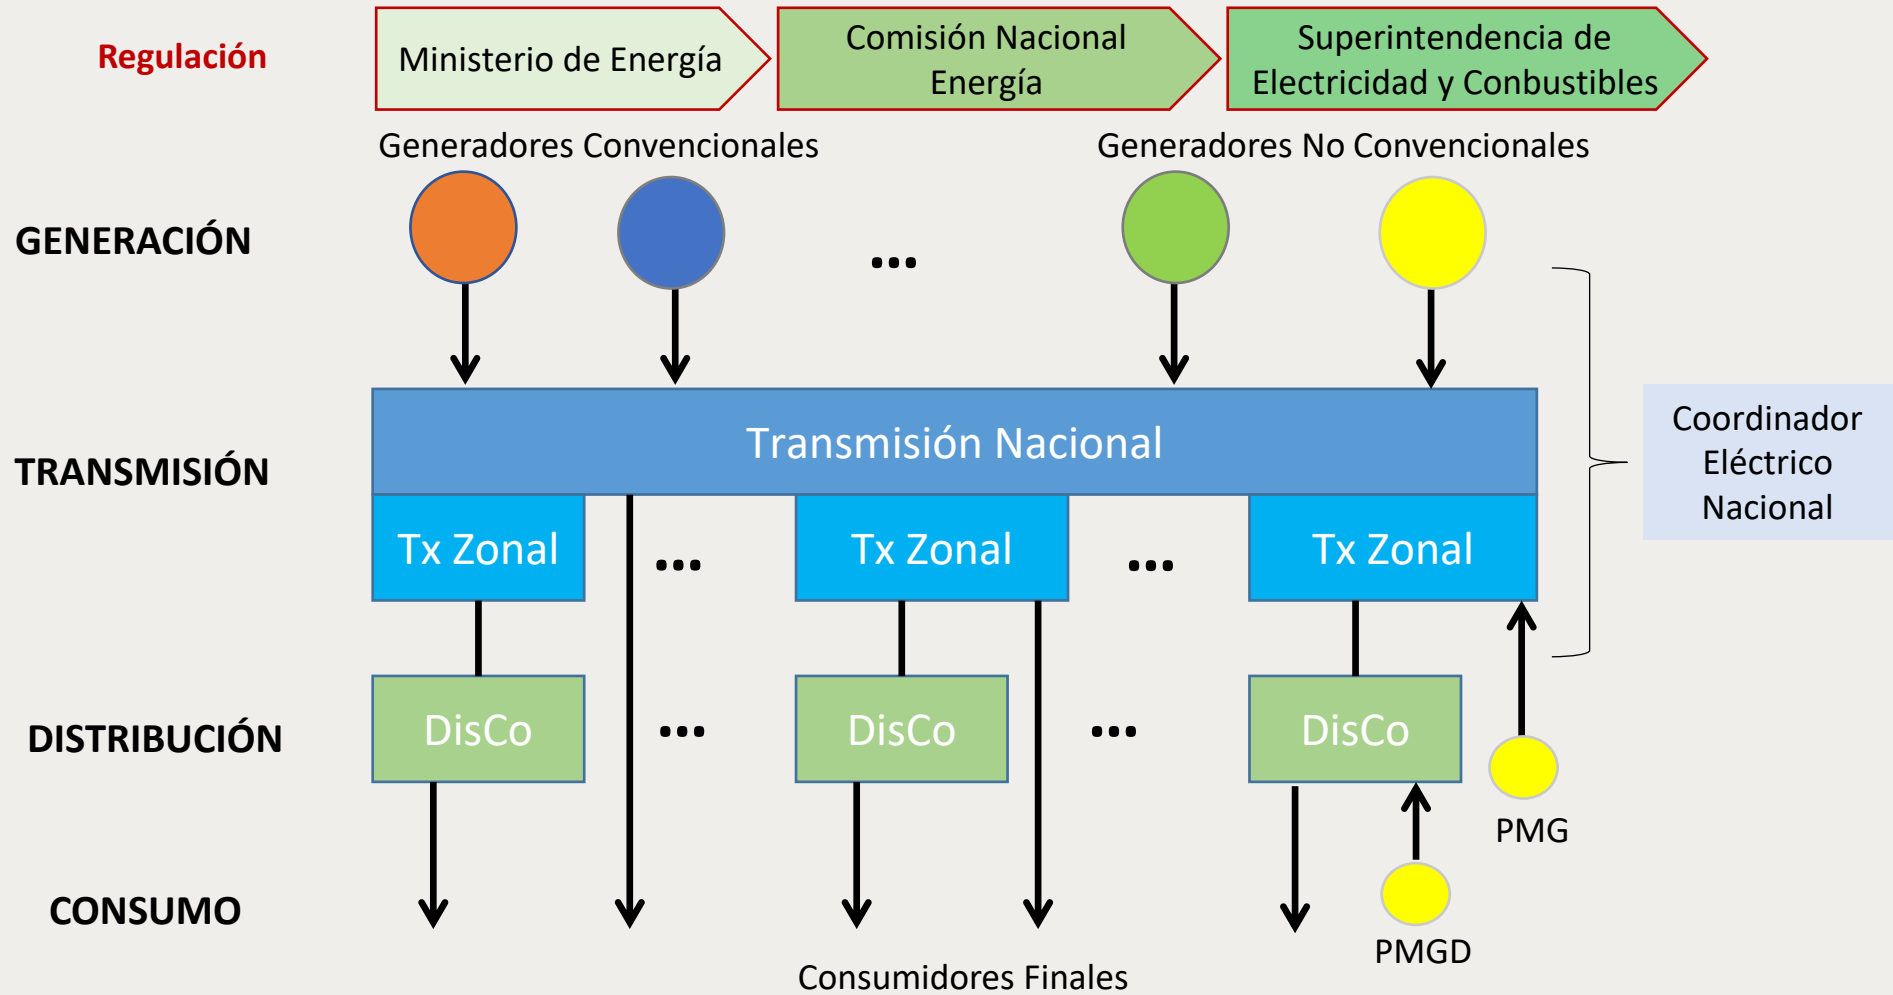 Regulación
Ministerio de Energía
Comisión Nacional
Energía
Superintendencia de
Electricidad y Conbustibles
Generadores Convencionales
Generadores No Convencionales
GENERACIÓN
...
TRANSMISIÓN
Transmisión Nacional
Coordinador
Eléctrico
Nacional
Tx Zonal
...
Tx Zonal
...
Tx Zonal
DISTRIBUCIÓN
DisCo
...
DisCo
...
DisCo
PMG
CONSUMO
PMGD
Consumidores Finales